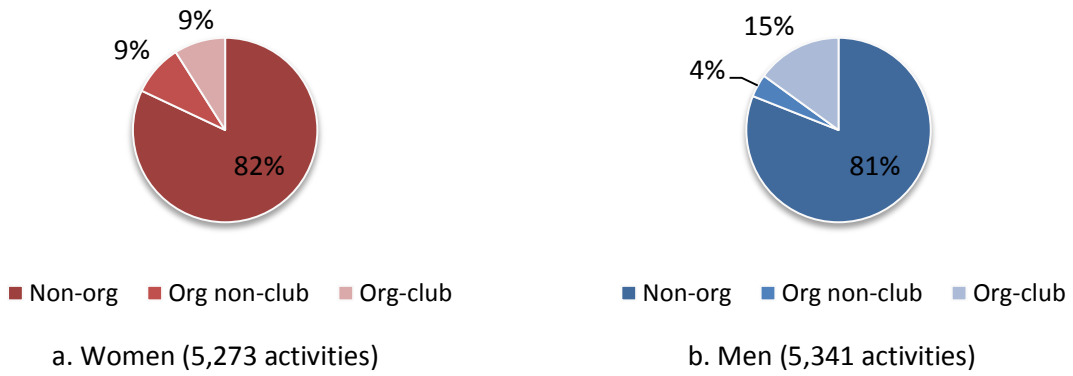 9%
9%
82%
Non-org Org non-club Org-club
a. Women (5,273 activities)
15%
4%
81%
Non-org Org non-club Org-club
b. Men (5,341 activities)